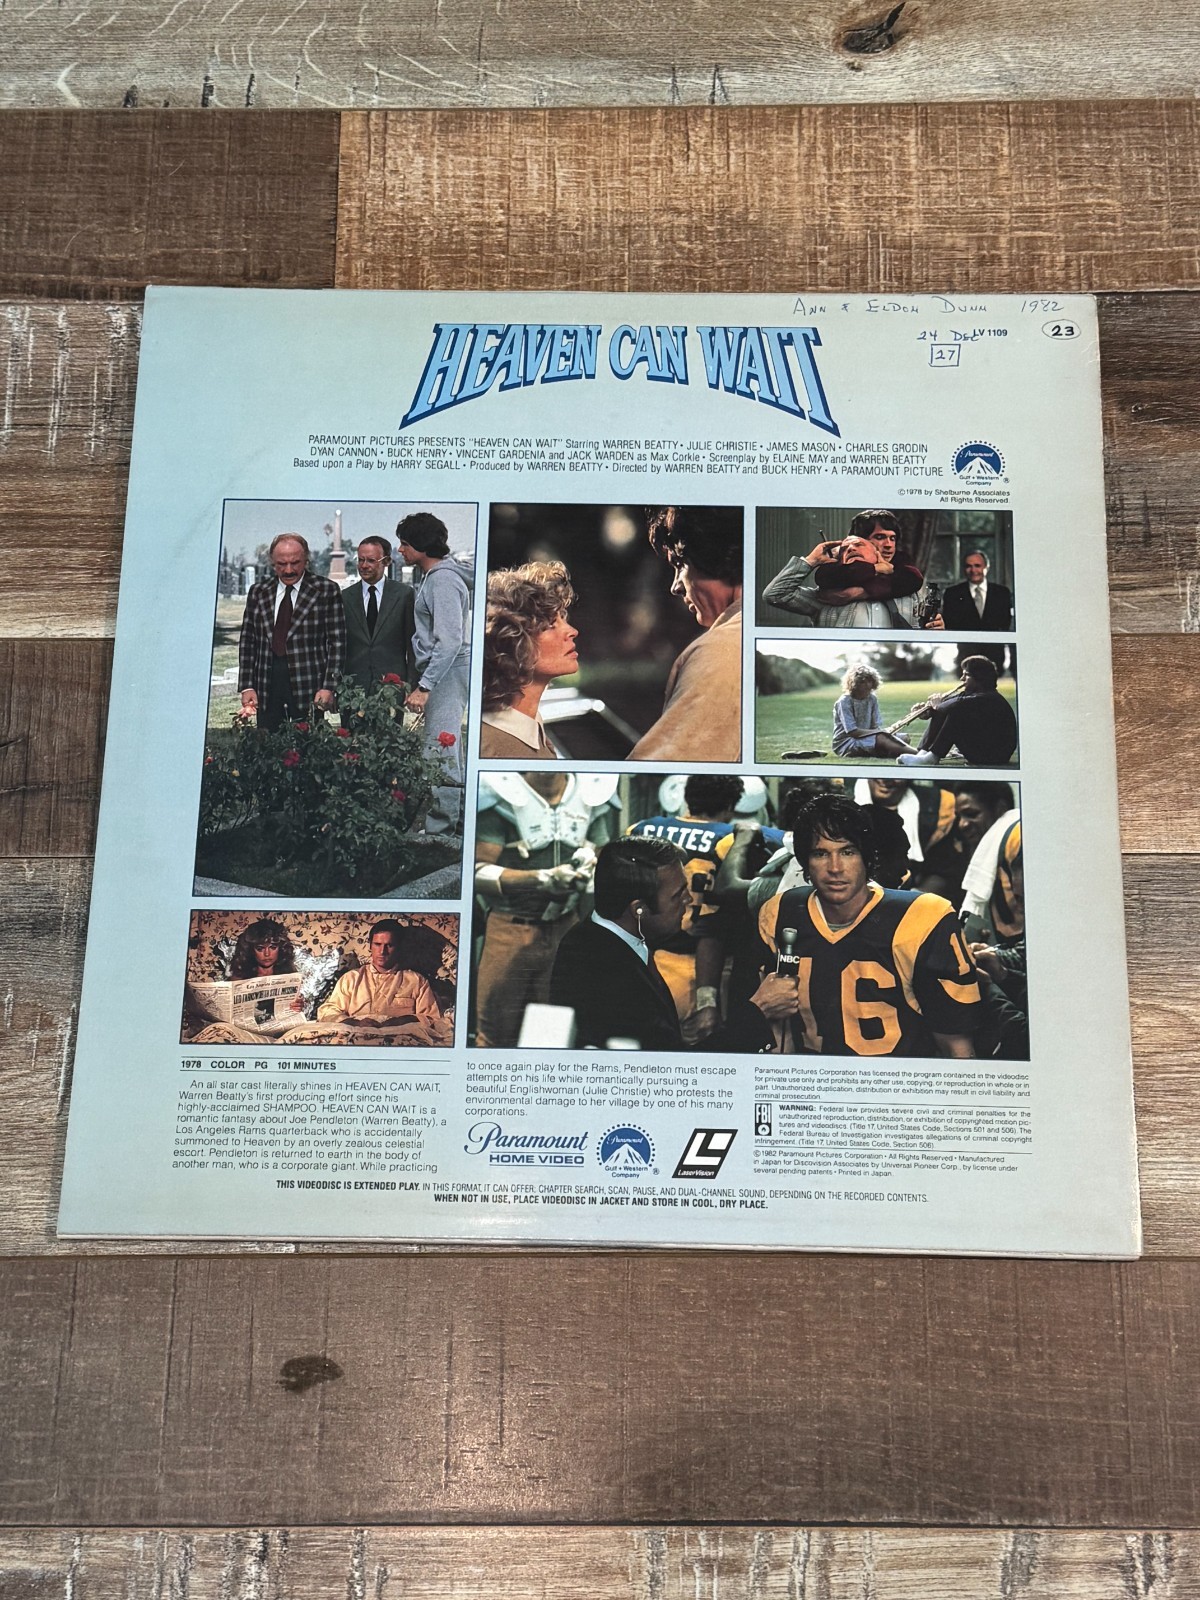 Ann & Eldon Dunn 1982
24 Dec LV 1109 23
27
HEAVEN CAN WAIT
PARAMOUNT PICTURES PRESENTS "HEAVEN CAN WAIT" Starring WARREN BEATTY • JULIE CHRISTIE • JAMES MASON • CHARLES GRODIN
DYAN CANNON • BUCK HENRY • VINCENT GARDENIA and JACK WARDEN as Max Corkle • Screenplay by ELAINE MAY and WARREN BEATTY
Based upon a Play by HARRY SEGALL • Produced by WARREN BEATTY • Directed by WARREN BEATTY and BUCK HENRY • A PARAMOUNT PICTURE
Paramount
Gulf + Western
Company
®
©1978 by Shelburne Associates
All Rights Reserved
GITTES
NBC
16
1
LEO FARNSWORTH STILL MISSING
1978 COLOR PG 101 MINUTES
An all star cast literally shines in HEAVEN CAN WAIT,
Warren Beatty's first producing effort since his
highly-acclaimed SHAMPOO. HEAVEN CAN WAIT is a
romantic fantasy about Joe Pendleton (Warren Beatty), a
Los Angeles Rams quarterback who is accidentally
summoned to Heaven by an overly zealous celestial
escort. Pendleton is returned to earth in the body of
another man, who is a corporate giant. While practicing
to once again play for the Rams, Pendleton must escape
attempts on his life while romantically pursuing a
beautiful Englishwoman (Julie Christie) who protests the
environmental damage to her village by one of his many
corporations.
Paramount
HOME VIDEO
Paramount
Gulf + Western
Company
®
LaserVision
Paramount Pictures Corporation has licensed the program contained in the videodisc
for private use only and prohibits any other use, copying, or reproduction in whole or in
part. Unauthorized duplication, distribution or exhibition may result in civil liability and
criminal prosecution.
FBI
WARNING: Federal law provides severe civil and criminal penalties for the
unauthorized reproduction, distribution or exhibition of copyrighted motion pic-
tures and videodiscs. (Title 17, United States Code, Sections 501 and 506). The
Federal Bureau of Investigation investigates allegations of criminal copyright
infringement. (Title 17, United States Code, Section 506).
©1982 Paramount Pictures Corporation • All Rights Reserved • Manufactured
in Japan for Discovision Associates by Universal Pioneer Corp., by license under
several pending patents • Printed in Japan.
THIS VIDEODISC IS EXTENDED PLAY. IN THIS FORMAT, IT CAN OFFER: CHAPTER SEARCH, SCAN, PAUSE, AND DUAL-CHANNEL SOUND, DEPENDING ON THE RECORDED CONTENTS.
WHEN NOT IN USE, PLACE VIDEODISC IN JACKET AND STORE IN COOL, DRY PLACE.